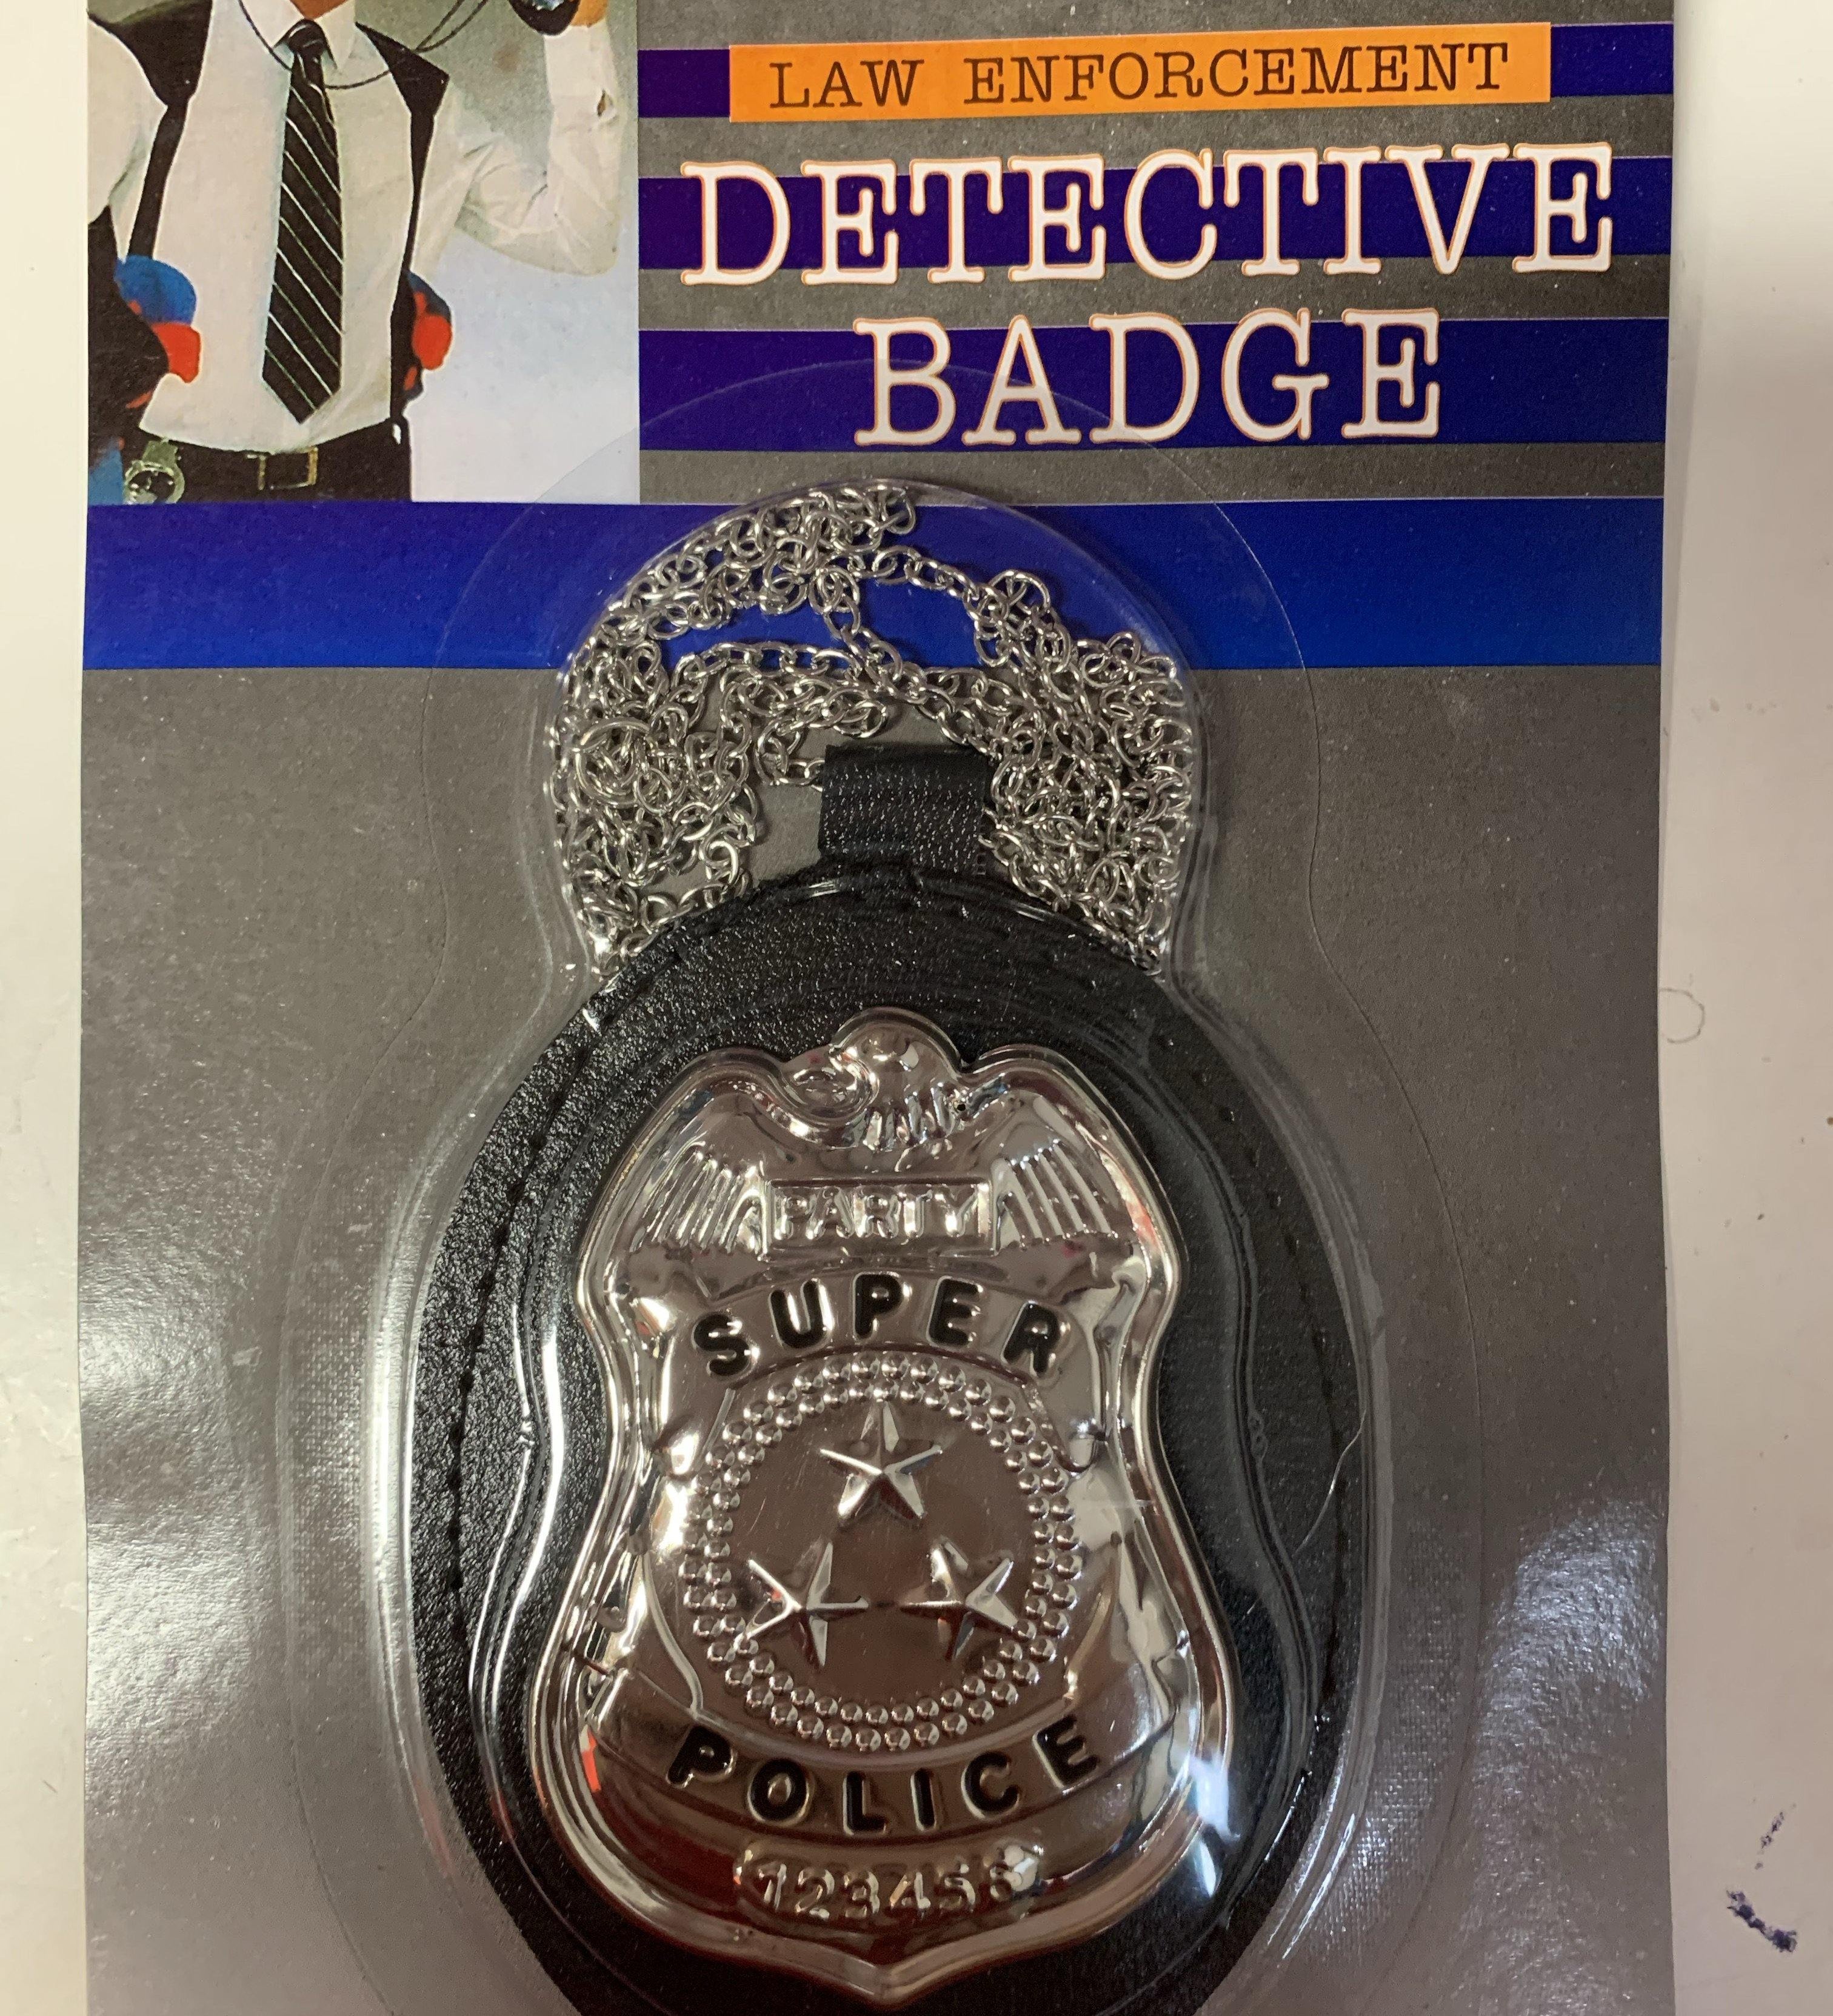 LAW ENFORCEMENT
DETECTIVE
BADGE
PARTY
SUPER
POLICE
123456